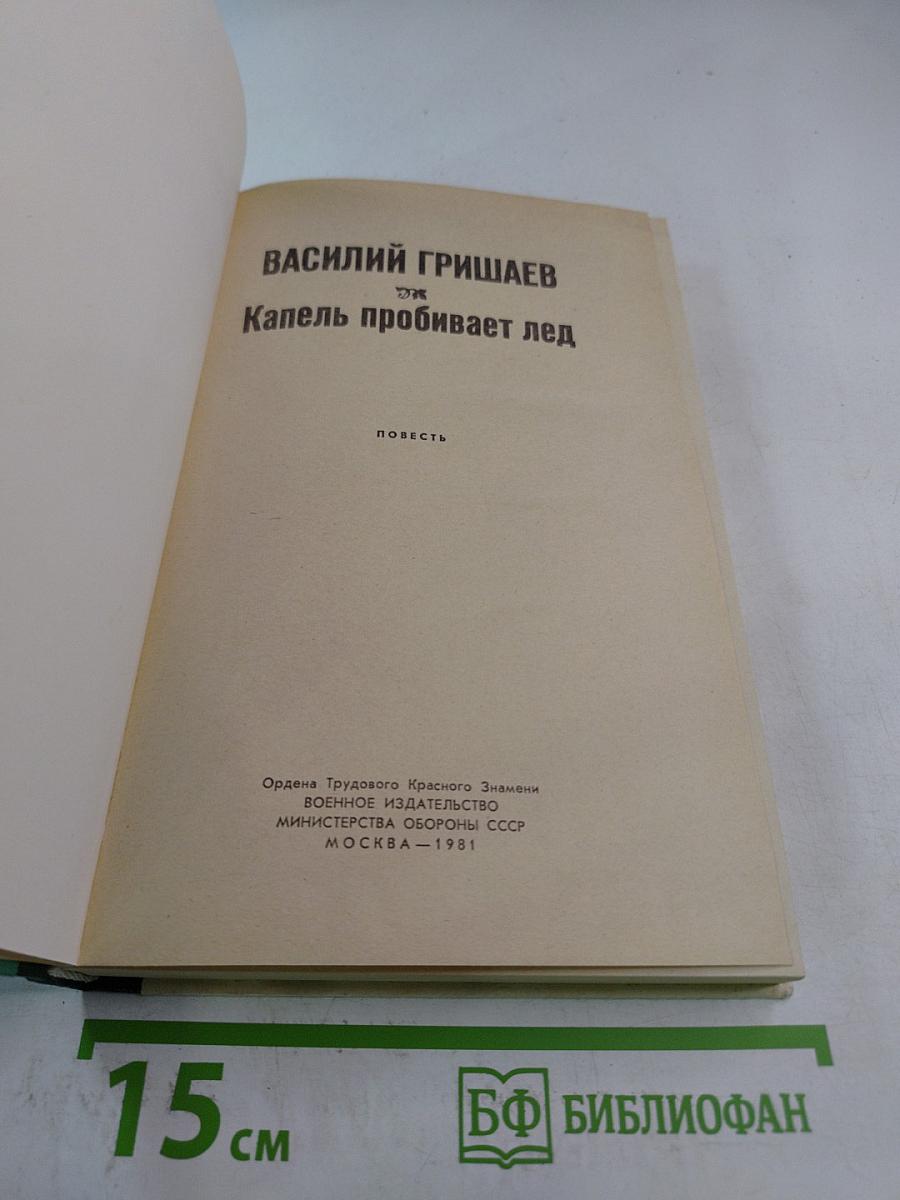 ВАСИЛИЙ ГРИШАЕВ
Капель пробивает лед
ПОВЕСТЬ
Ордена Трудового Красного Знамени
ВОЕННОЕ ИЗДАТЕЛЬСТВО
МИНИСТЕРСТВА ОБОРОНЫ СССР
МОСКВА—1981
15 см
БФ БИБЛИОФАН